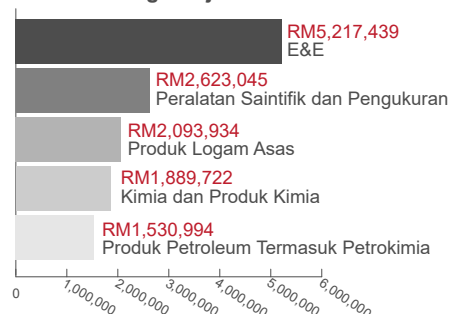 RM5,217,439
E&E
RM2,623,045
Peralatan Saintifik dan Pengukuran
RM2,093,934
Produk Logam Asas
RM1,889,722
Kimia dan Produk Kimia
RM1,530,994
Produk Petroleum Termasuk Petrokimia
0
1,000,000
2,000,000
3,000,000
4,000,000
5,000,000
6,000,000